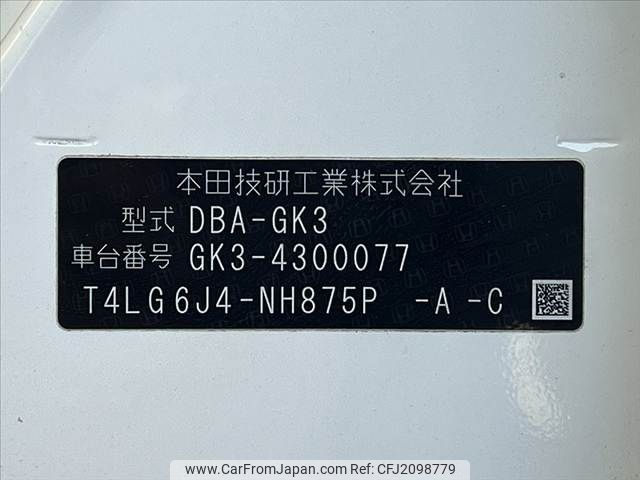 本田技研工業株式会社
型式 DBA-GK3
車台番号 GK3-4300077
T4LG6J4-NH875P -A -C
www.CarFromJapan.com | CFJ2098779